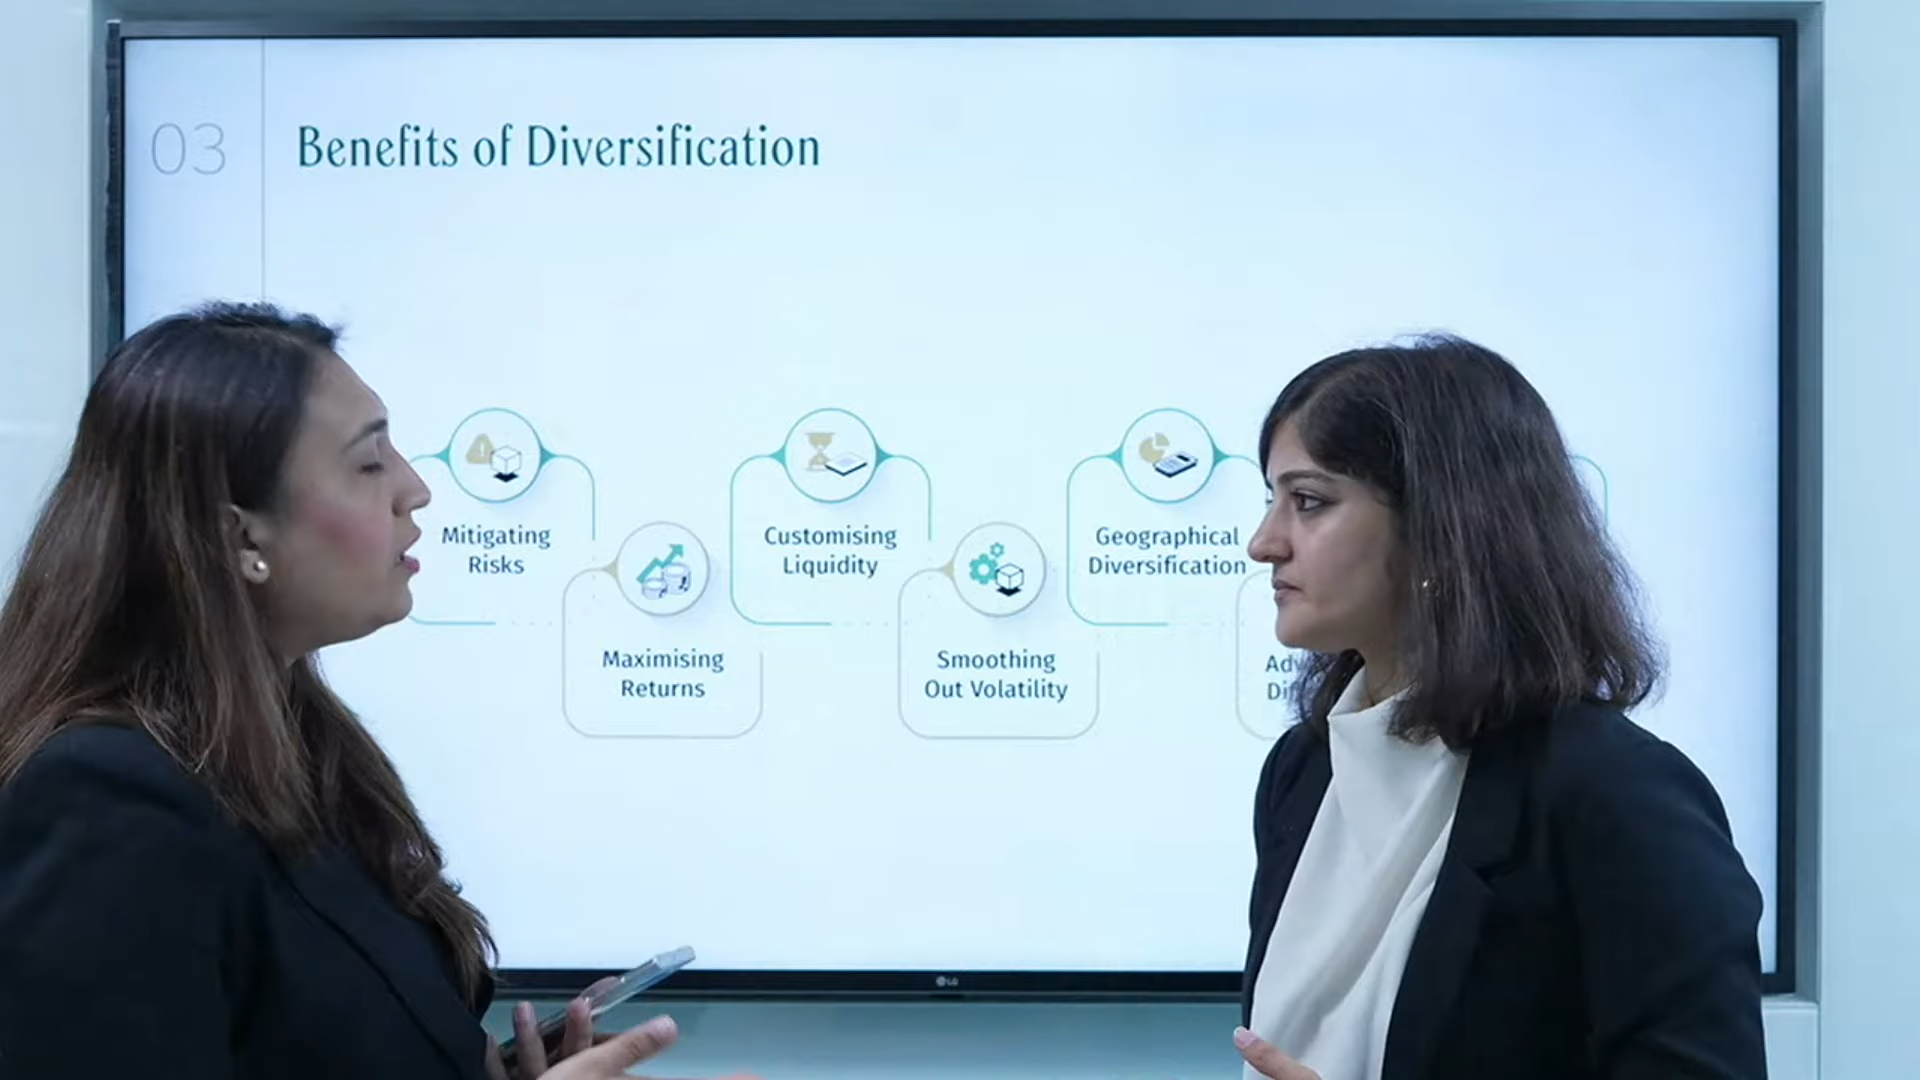 03
Benefits of Diversification
Mitigating
Risks
Maximising
Returns
Customising
Liquidity
Smoothing
Out Volatility
Geographical
Diversification
LG